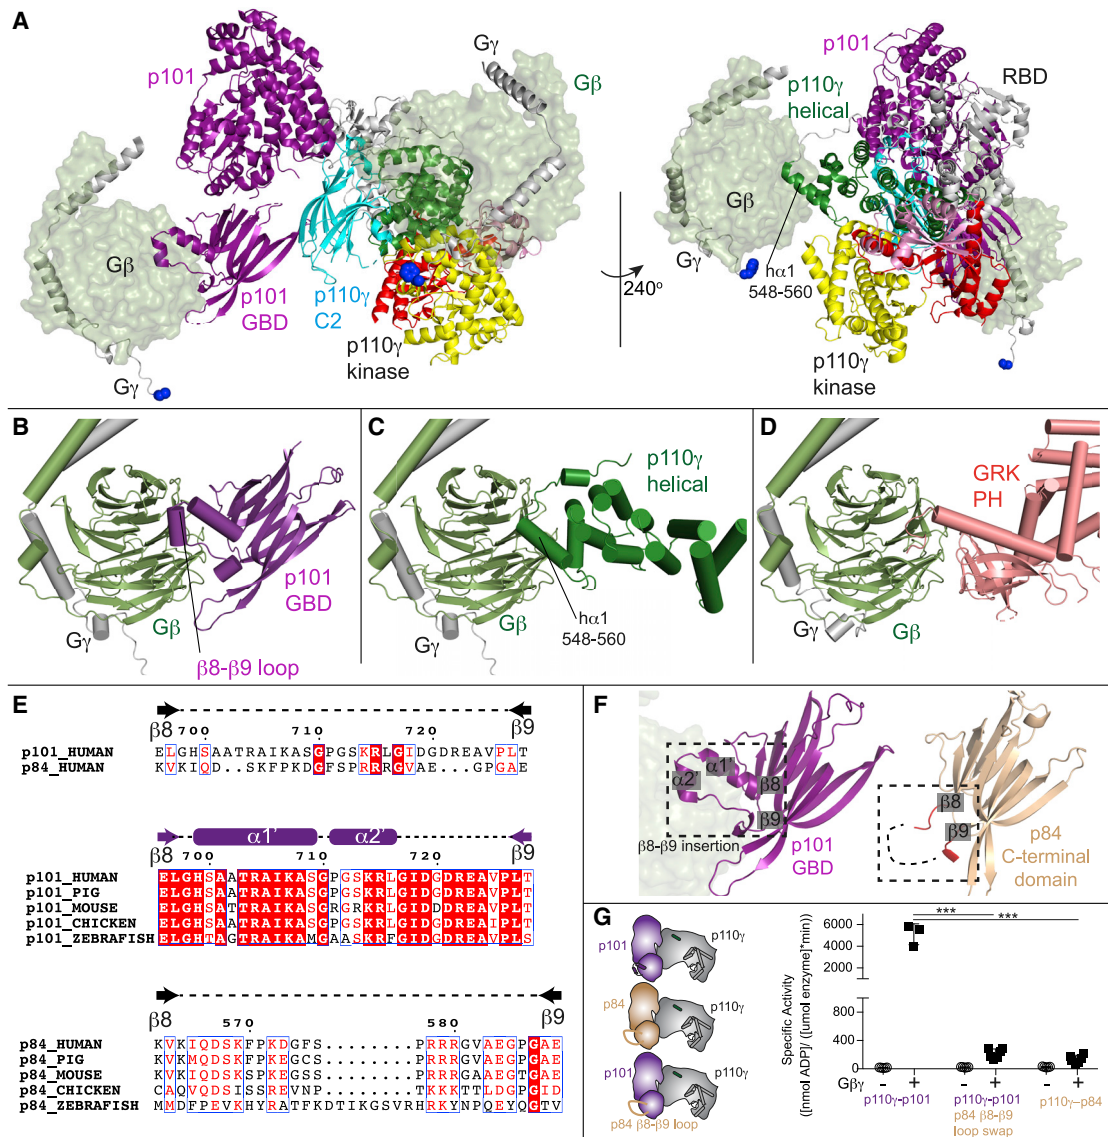 A
p101
Gγ
Gβ
Gβ
p101
GBD
p110γ
C2
p110γ
kinase
Gγ
240º
p101
p110γ
helical
RBD
Gβ
Gγ
hα1
548-560
p110γ
kinase
B
p101
GBD
Gγ
Gβ
β8-β9 loop
C
p110γ
helical
Gγ
Gβ
hα1
548-560
D
GRK
PH
Gγ
Gβ
E
β8 700 710 720 β9
p101_HUMAN ELGHSAATRAIKASGPGSKRLGIDGDREAVPLT
p84_HUMAN KVKIQD..SKFPKDGFSPRRRGVAE...GPGAE
α1' α2'
β8 700 710 720 β9
p101_HUMAN ELGHSAATRAIKASGPGSKRLGIDGDREAVPLT
p101_PIG ELGHSAATRAIKASGPGSKRLGIDGDREAVPLT
p101_MOUSE ELGHSATTRAIKASGRGRKRLGIDDDREAVPLT
p101_CHICKEN ELGHSAATRAIKASGPGSKRLGIDGDREAVPLT
p101_ZEBRAFISH ELGHTAGTRAIKAMGAASKRFGIDGDREAVPLS
β8 570 580 β9
p84_HUMAN KVKIQDSKFPKDGFS........PRRRGVAEGPGAE
p84_PIG KVKMQDSKFPKEGFS........PRRRGVAEGPGAE
p84_MOUSE KVKIQDSKEPKDGFS........PRRRGAAEGTGAE
p84_CHICKEN CAQVQDSISSREVNP........TKKKTTLDGPGID
p84_ZEBRAFISH MMDFPEVKHYRATFKDTIKGSVRHRKYNPQEYQGTV
F
α2'
α1'
β8
β9
β8-β9 insertion
p101
GBD
β8
β9
p84
C-terminal
domain
G
p101
p110γ
p84
p110γ
p101
p110γ
p84 β8-β9 loop
Specific Activity
([nmol ADP]/ ([umol enzyme]*min))
6000
4000
2000
800
400
0
***
***
Gβγ - + - + - +
p110γ-p101
p110γ-p101
p84 β8-β9
loop swap
p110γ–p84